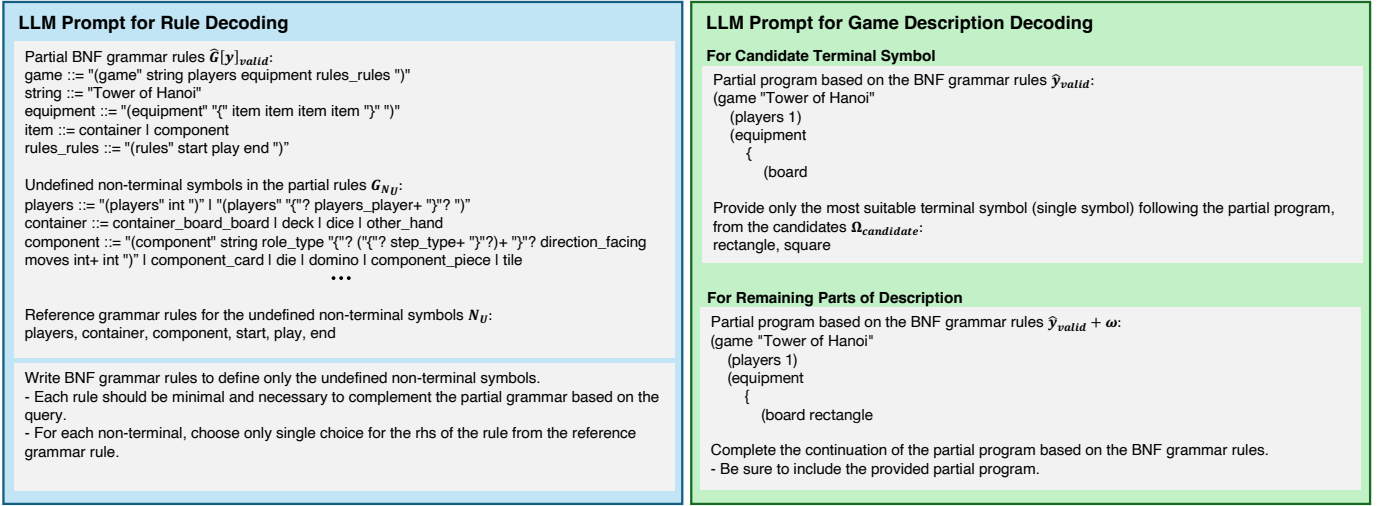 LLM Prompt for Rule Decoding
Partial BNF grammar rules Ĝ[y]valid:
game ::= "(game" string players equipment rules_rules ")"
string ::= "Tower of Hanoi"
equipment ::= "(equipment" "{" item item item item "}" ")"
item ::= container | component
rules_rules ::= "(rules" start play end ")”
Undefined non-terminal symbols in the partial rules G_N_U:
players ::= "(players" int ")” | "(players" "{"? players_player+ "}"? ")”
container ::= container_board_board | deck | dice | other_hand
component ::= "(component" string role_type "{"? ("{"? step_type+ "}"?)+ "}"? direction_facing
moves int+ int ")” | component_card | die | domino | component_piece | tile
•••
Reference grammar rules for the undefined non-terminal symbols N_U:
players, container, component, start, play, end
Write BNF grammar rules to define only the undefined non-terminal symbols.
- Each rule should be minimal and necessary to complement the partial grammar based on the
query.
- For each non-terminal, choose only single choice for the rhs of the rule from the reference
grammar rule.
LLM Prompt for Game Description Decoding
For Candidate Terminal Symbol
Partial program based on the BNF grammar rules ŷvalid:
(game "Tower of Hanoi"
(players 1)
(equipment
{
(board
Provide only the most suitable terminal symbol (single symbol) following the partial program,
from the candidates Ωcandidate:
rectangle, square
For Remaining Parts of Description
Partial program based on the BNF grammar rules ŷvalid + ω:
(game "Tower of Hanoi"
(players 1)
(equipment
{
(board rectangle
Complete the continuation of the partial program based on the BNF grammar rules.
- Be sure to include the provided partial program.